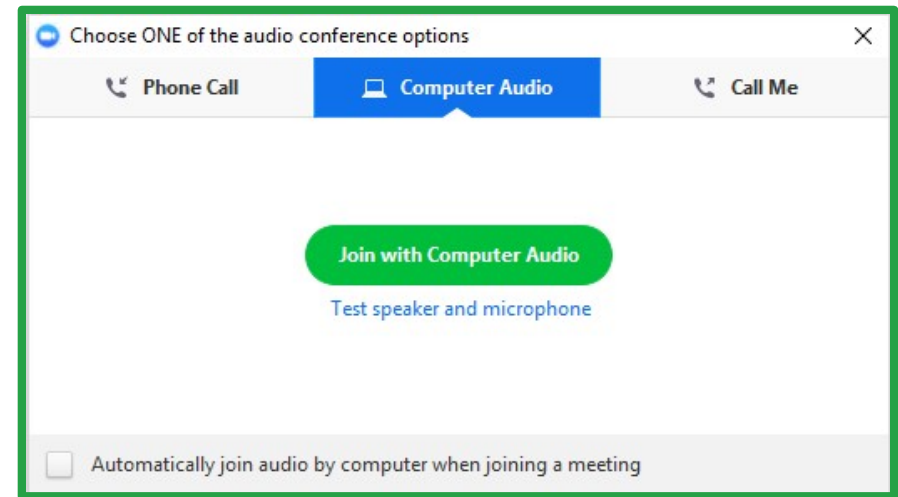 Choose ONE of the audio conference options
Phone Call
Computer Audio
Call Me
Join with Computer Audio
Test speaker and microphone
Automatically join audio by computer when joining a meeting